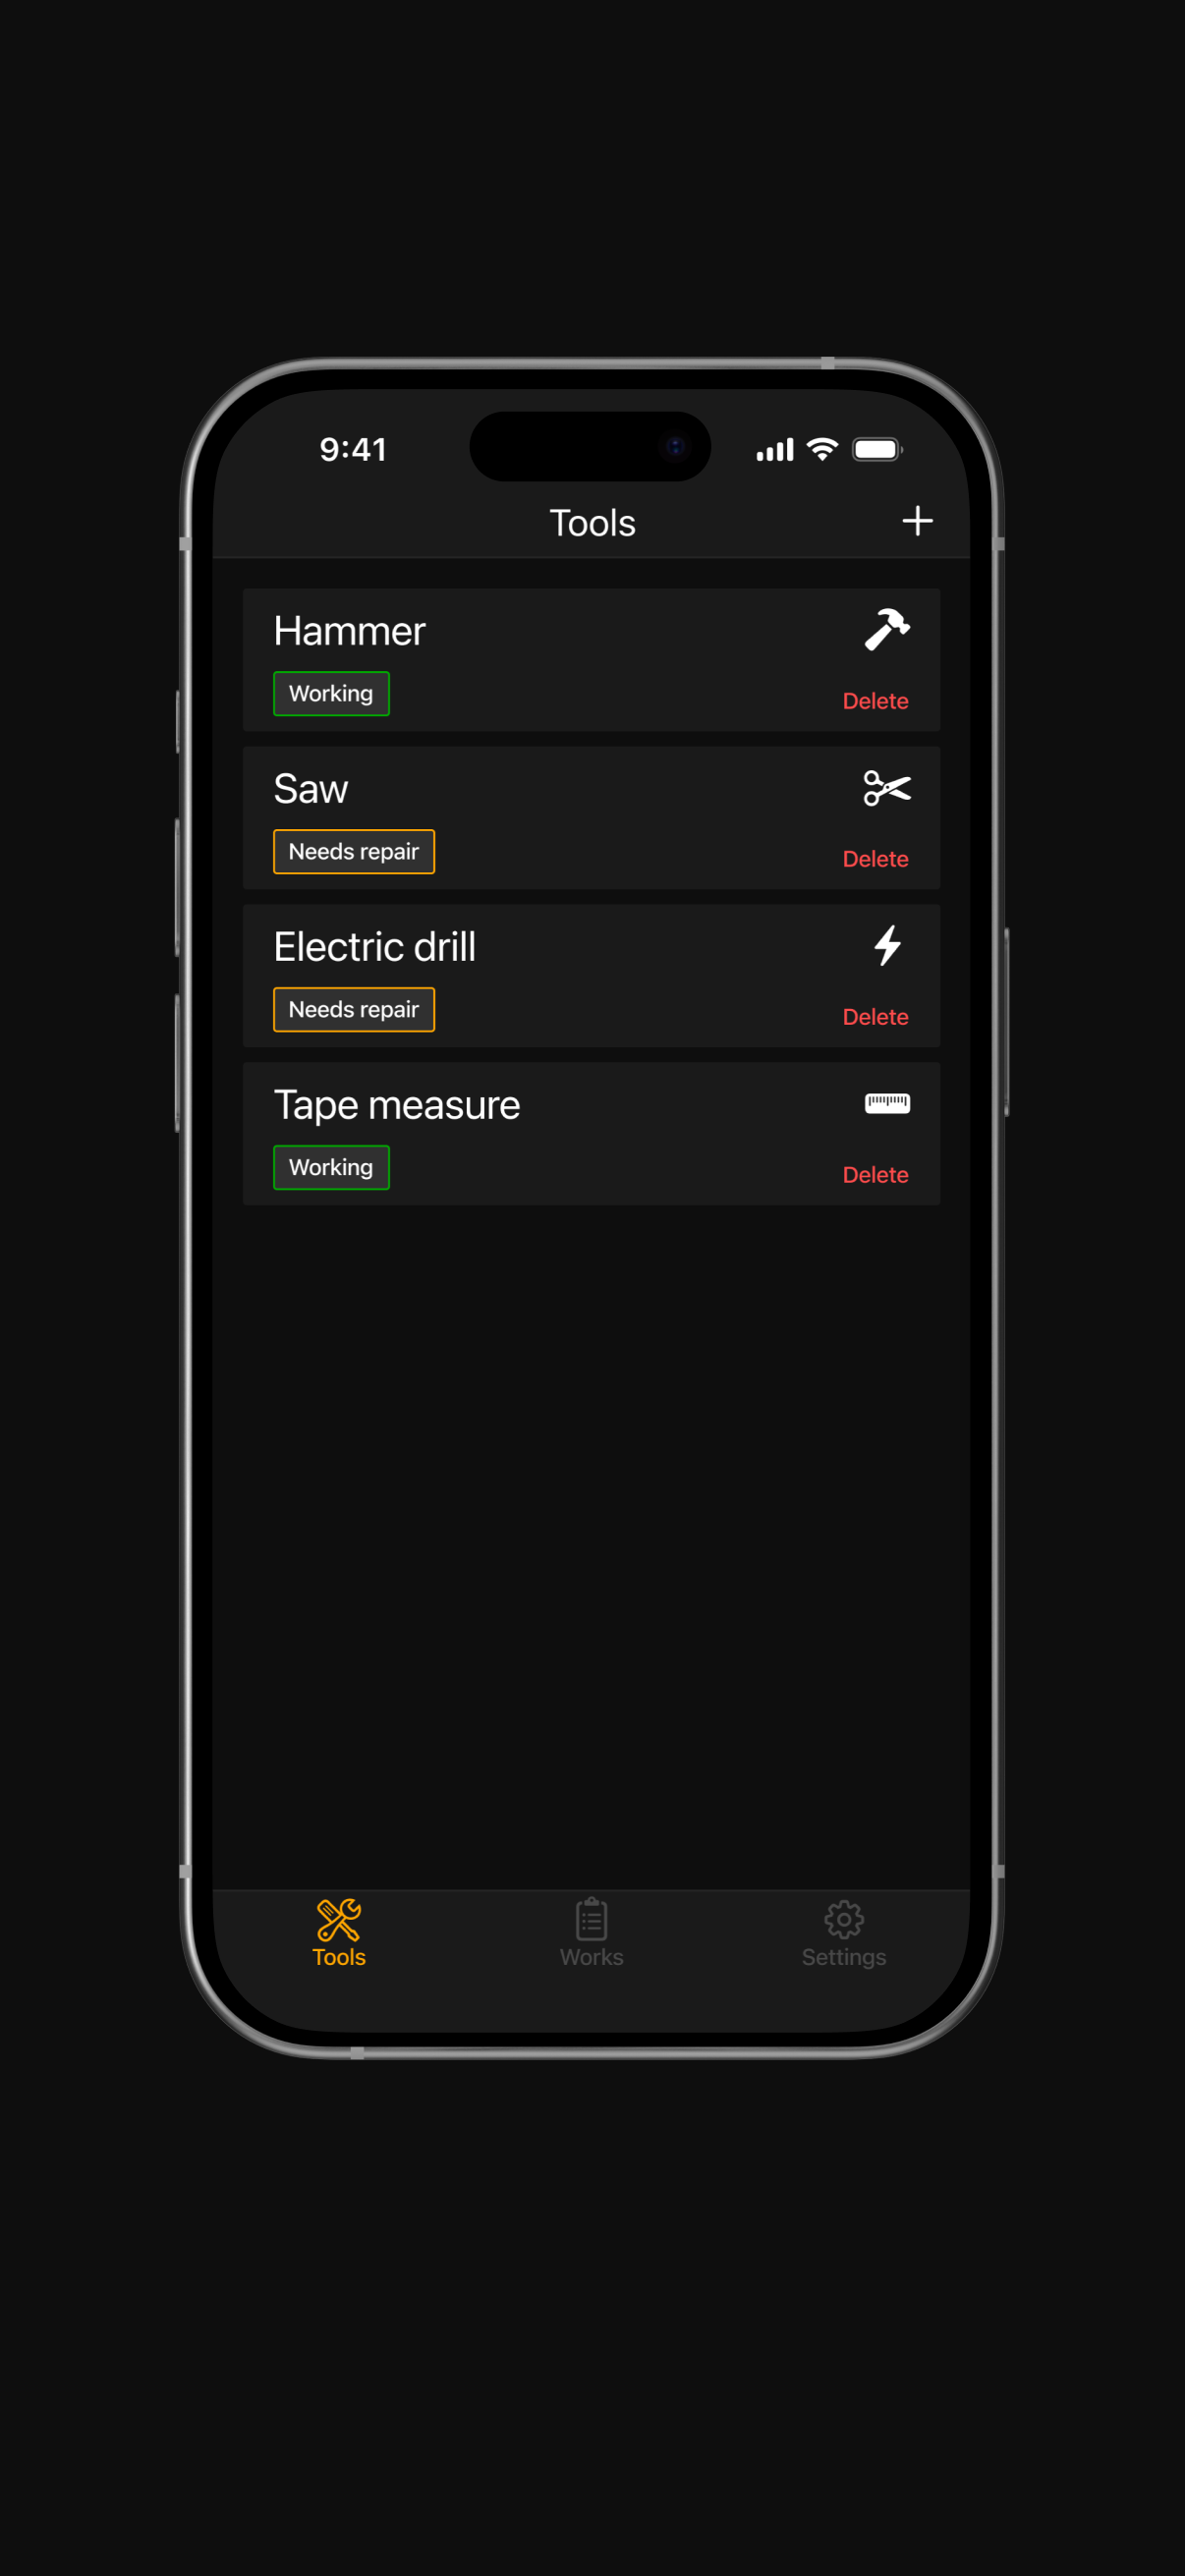 9:41
Tools
Hammer
Working
Delete
Saw
Needs repair
Delete
Electric drill
Needs repair
Delete
Tape measure
Working
Delete
Tools
Works
Settings